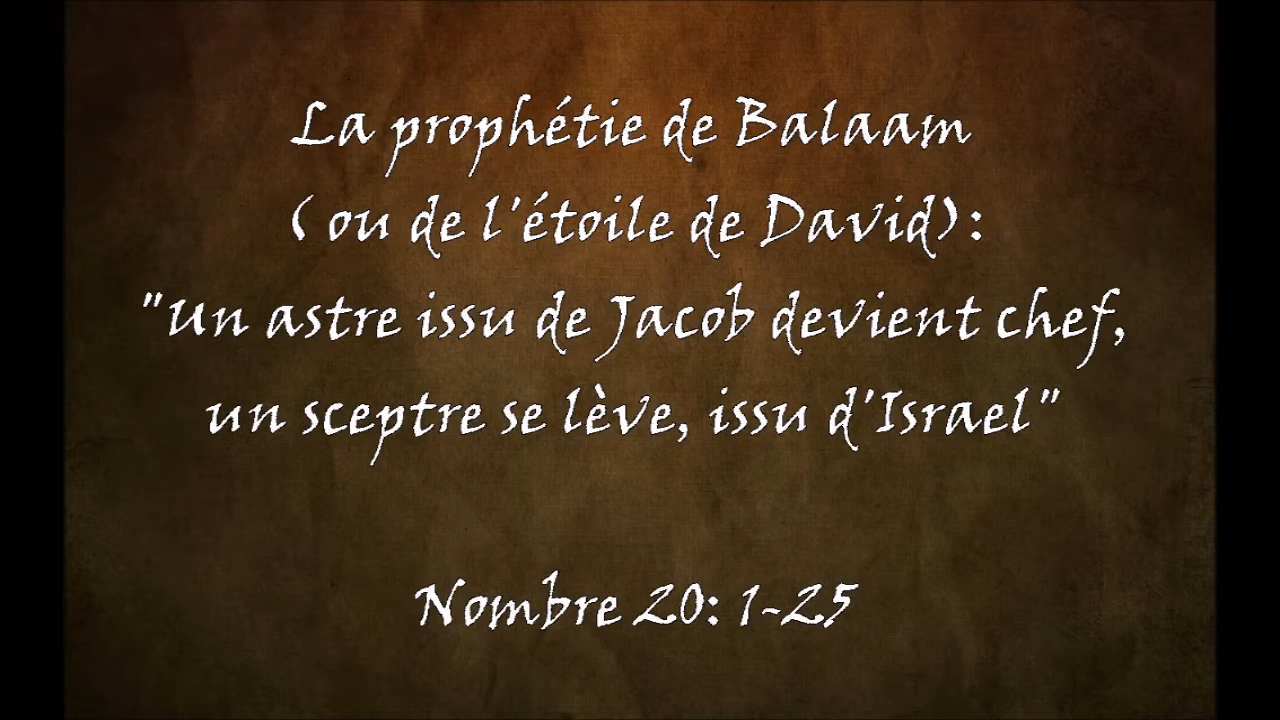 La prophétie de Balaam
( ou de l'étoile de David) :
"Un astre issu de Jacob devient chef,
un sceptre se lève, issu d'Israel"
Nombre 20: 1-25